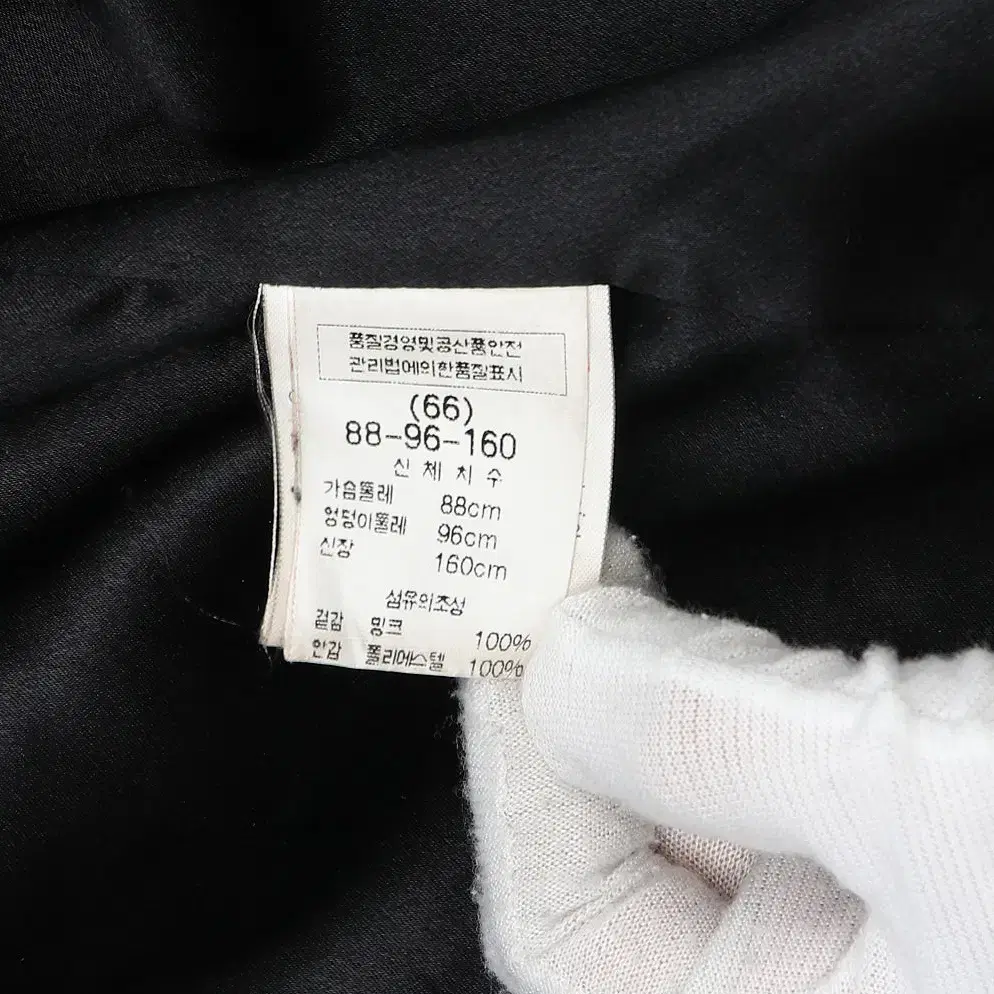 품질경영및공산품안전
관리법에의한품질표시
(66)
88-96-160
신체치수
가슴둘레 88cm
엉덩이둘레 96cm
신장 160cm
섬유의조성
겉감 밍크 100%
안감 폴리에스텔 100%